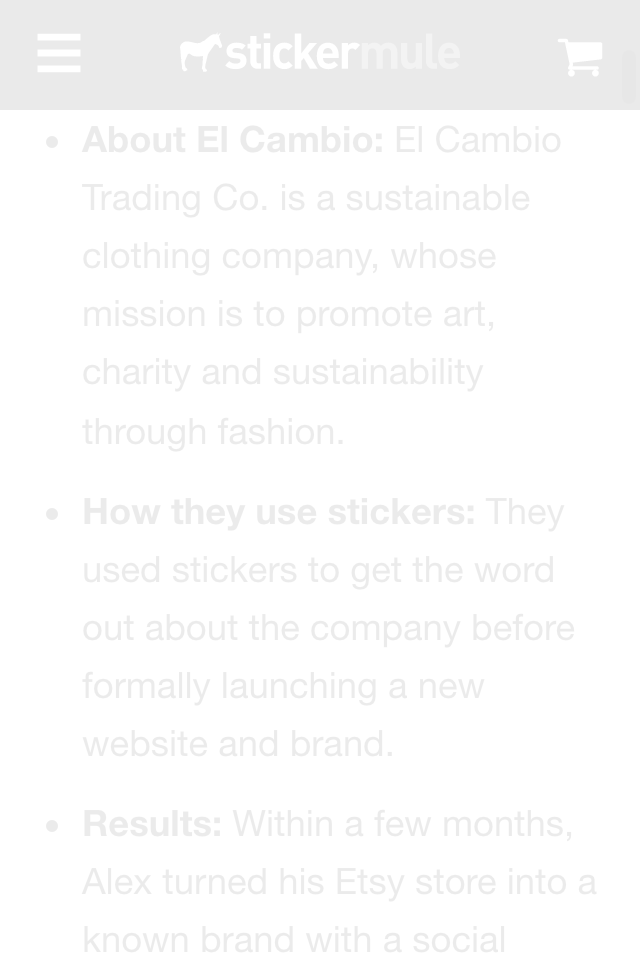 stickermule
• About El Cambio: El Cambio
Trading Co. is a sustainable
clothing company, whose
mission is to promote art,
charity and sustainability
through fashion.
• How they use stickers: They
used stickers to get the word
out about the company before
formally launching a new
website and brand.
• Results: Within a few months,
Alex turned his Etsy store into a
known brand with a social